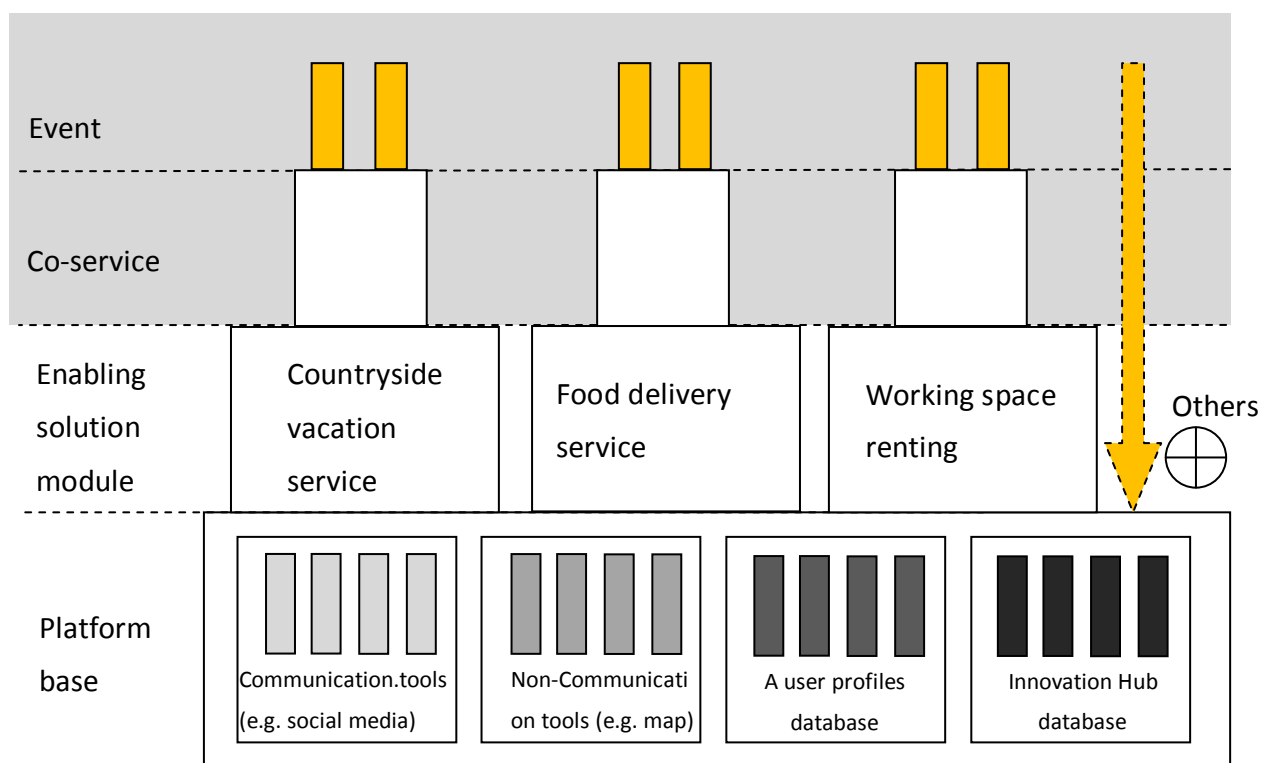 Event
Co-service
Enabling
solution
module
Countryside
vacation
service
Food delivery
service
Working space
renting
Others
Platform
base
Communication.tools
(e.g. social media)
Non-Communicati
on tools (e.g. map)
A user profiles
database
Innovation Hub
database